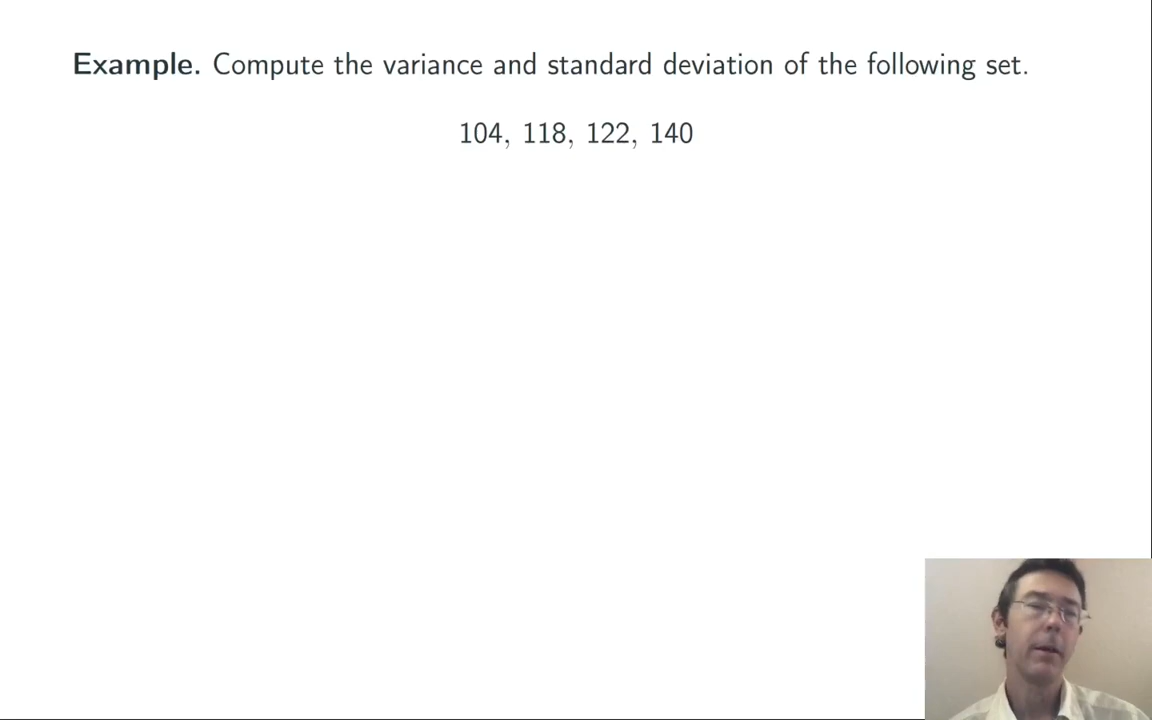 Example. Compute the variance and standard deviation of the following set.
104, 118, 122, 140